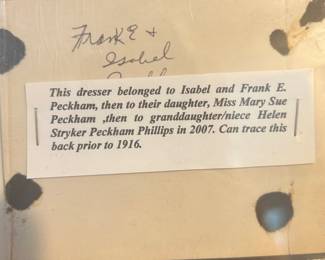 Frank E &
Isabel
This dresser belonged to Isabel and Frank E.
Peckham, then to their daughter, Miss Mary Sue
Peckham ,then to granddaughter/niece Helen
Stryker Peckham Phillips in 2007. Can trace this
back prior to 1916.